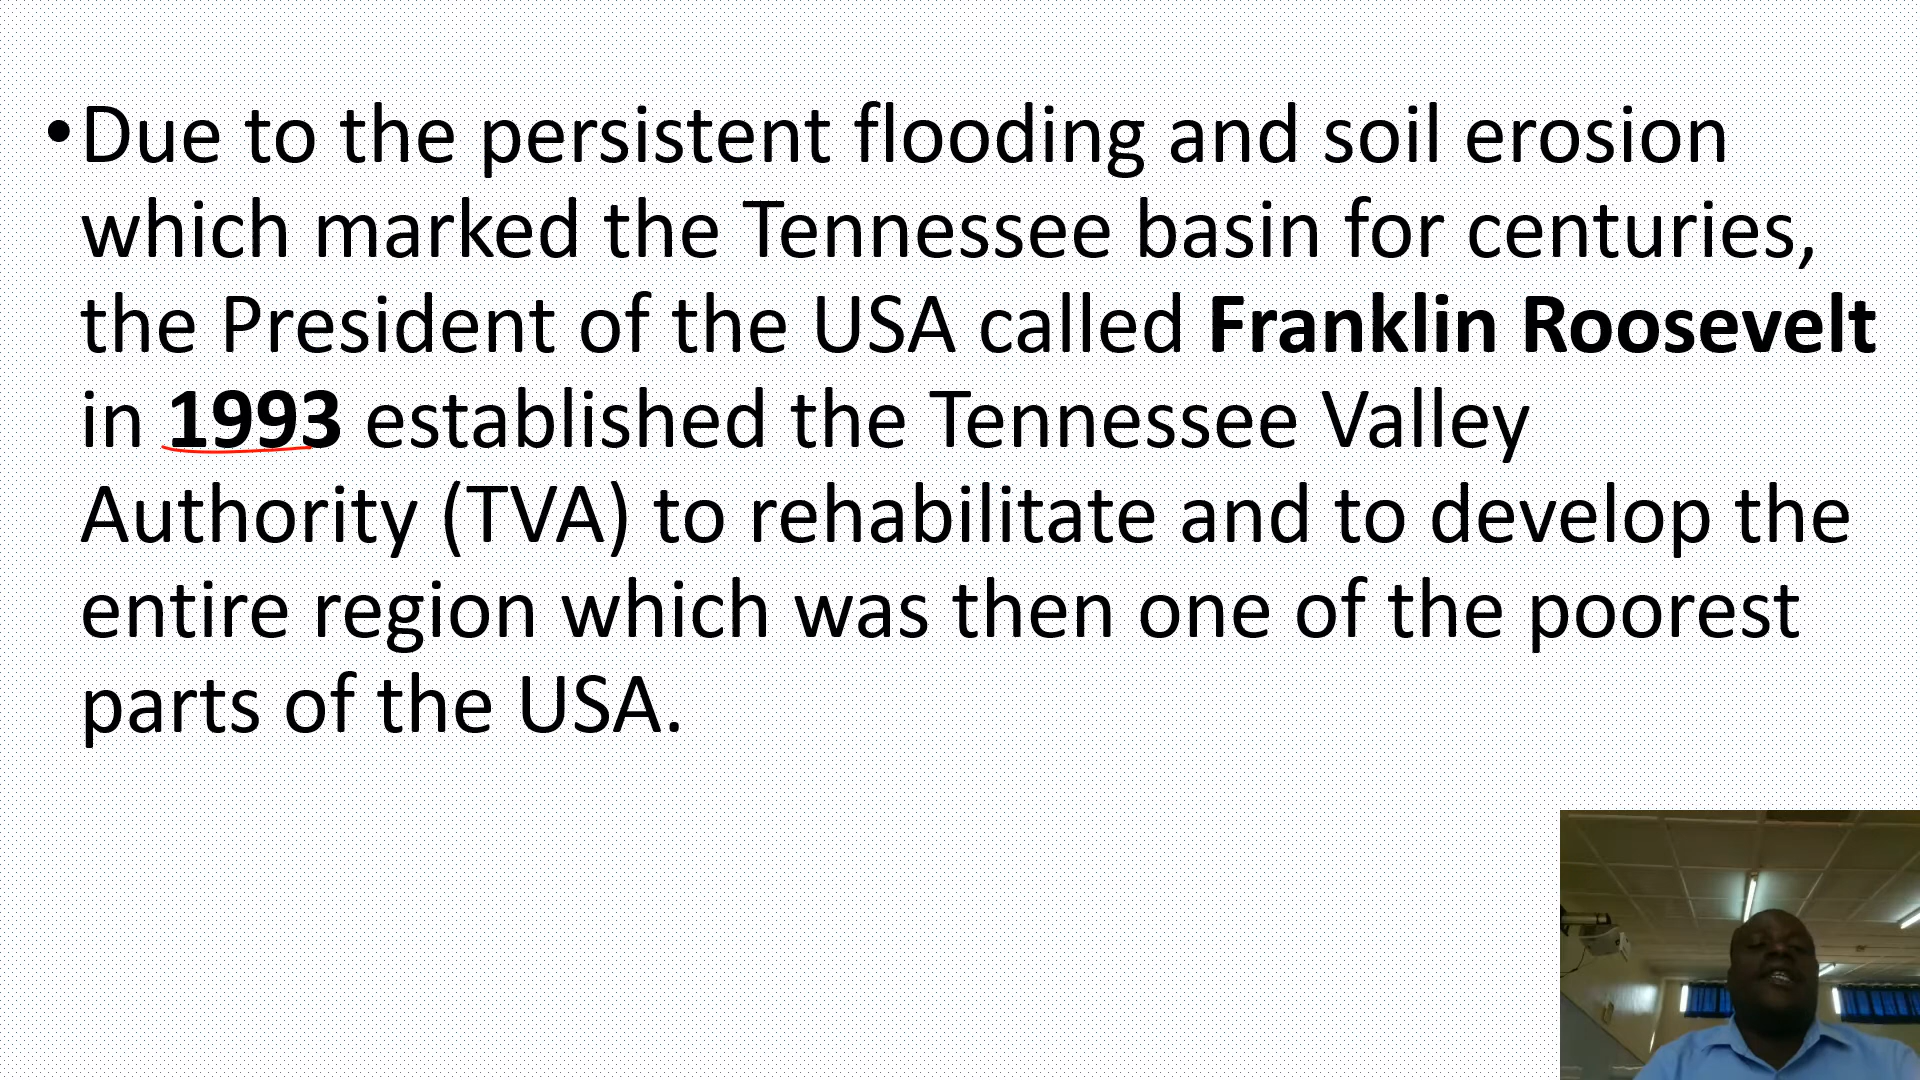 •Due to the persistent flooding and soil erosion
which marked the Tennessee basin for centuries,
the President of the USA called Franklin Roosevelt
in 1993 established the Tennessee Valley
Authority (TVA) to rehabilitate and to develop the
entire region which was then one of the poorest
parts of the USA.